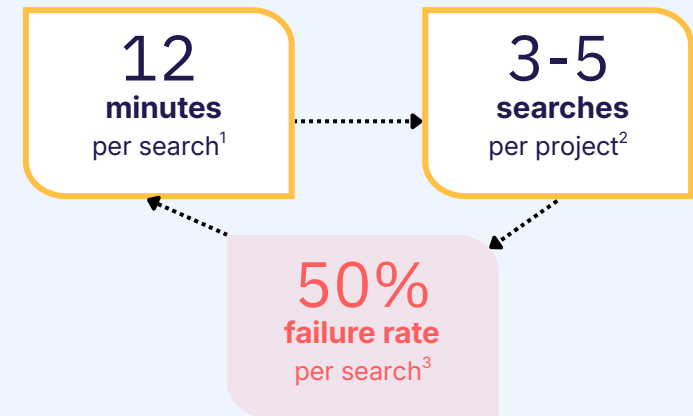 12
minutes
per search¹
3-5
searches
per project²
50%
failure rate
per search³